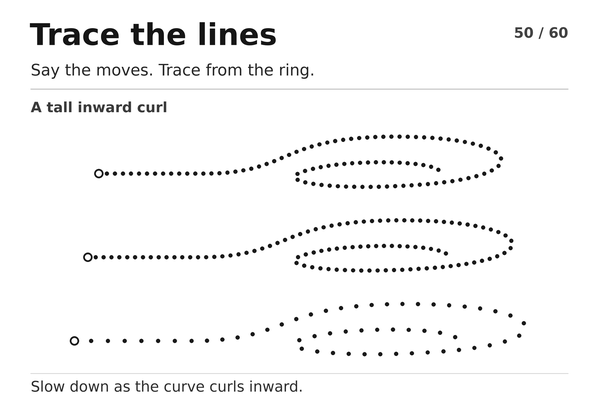 Trace the lines
50 / 60
Say the moves. Trace from the ring.
A tall inward curl
Slow down as the curve curls inward.